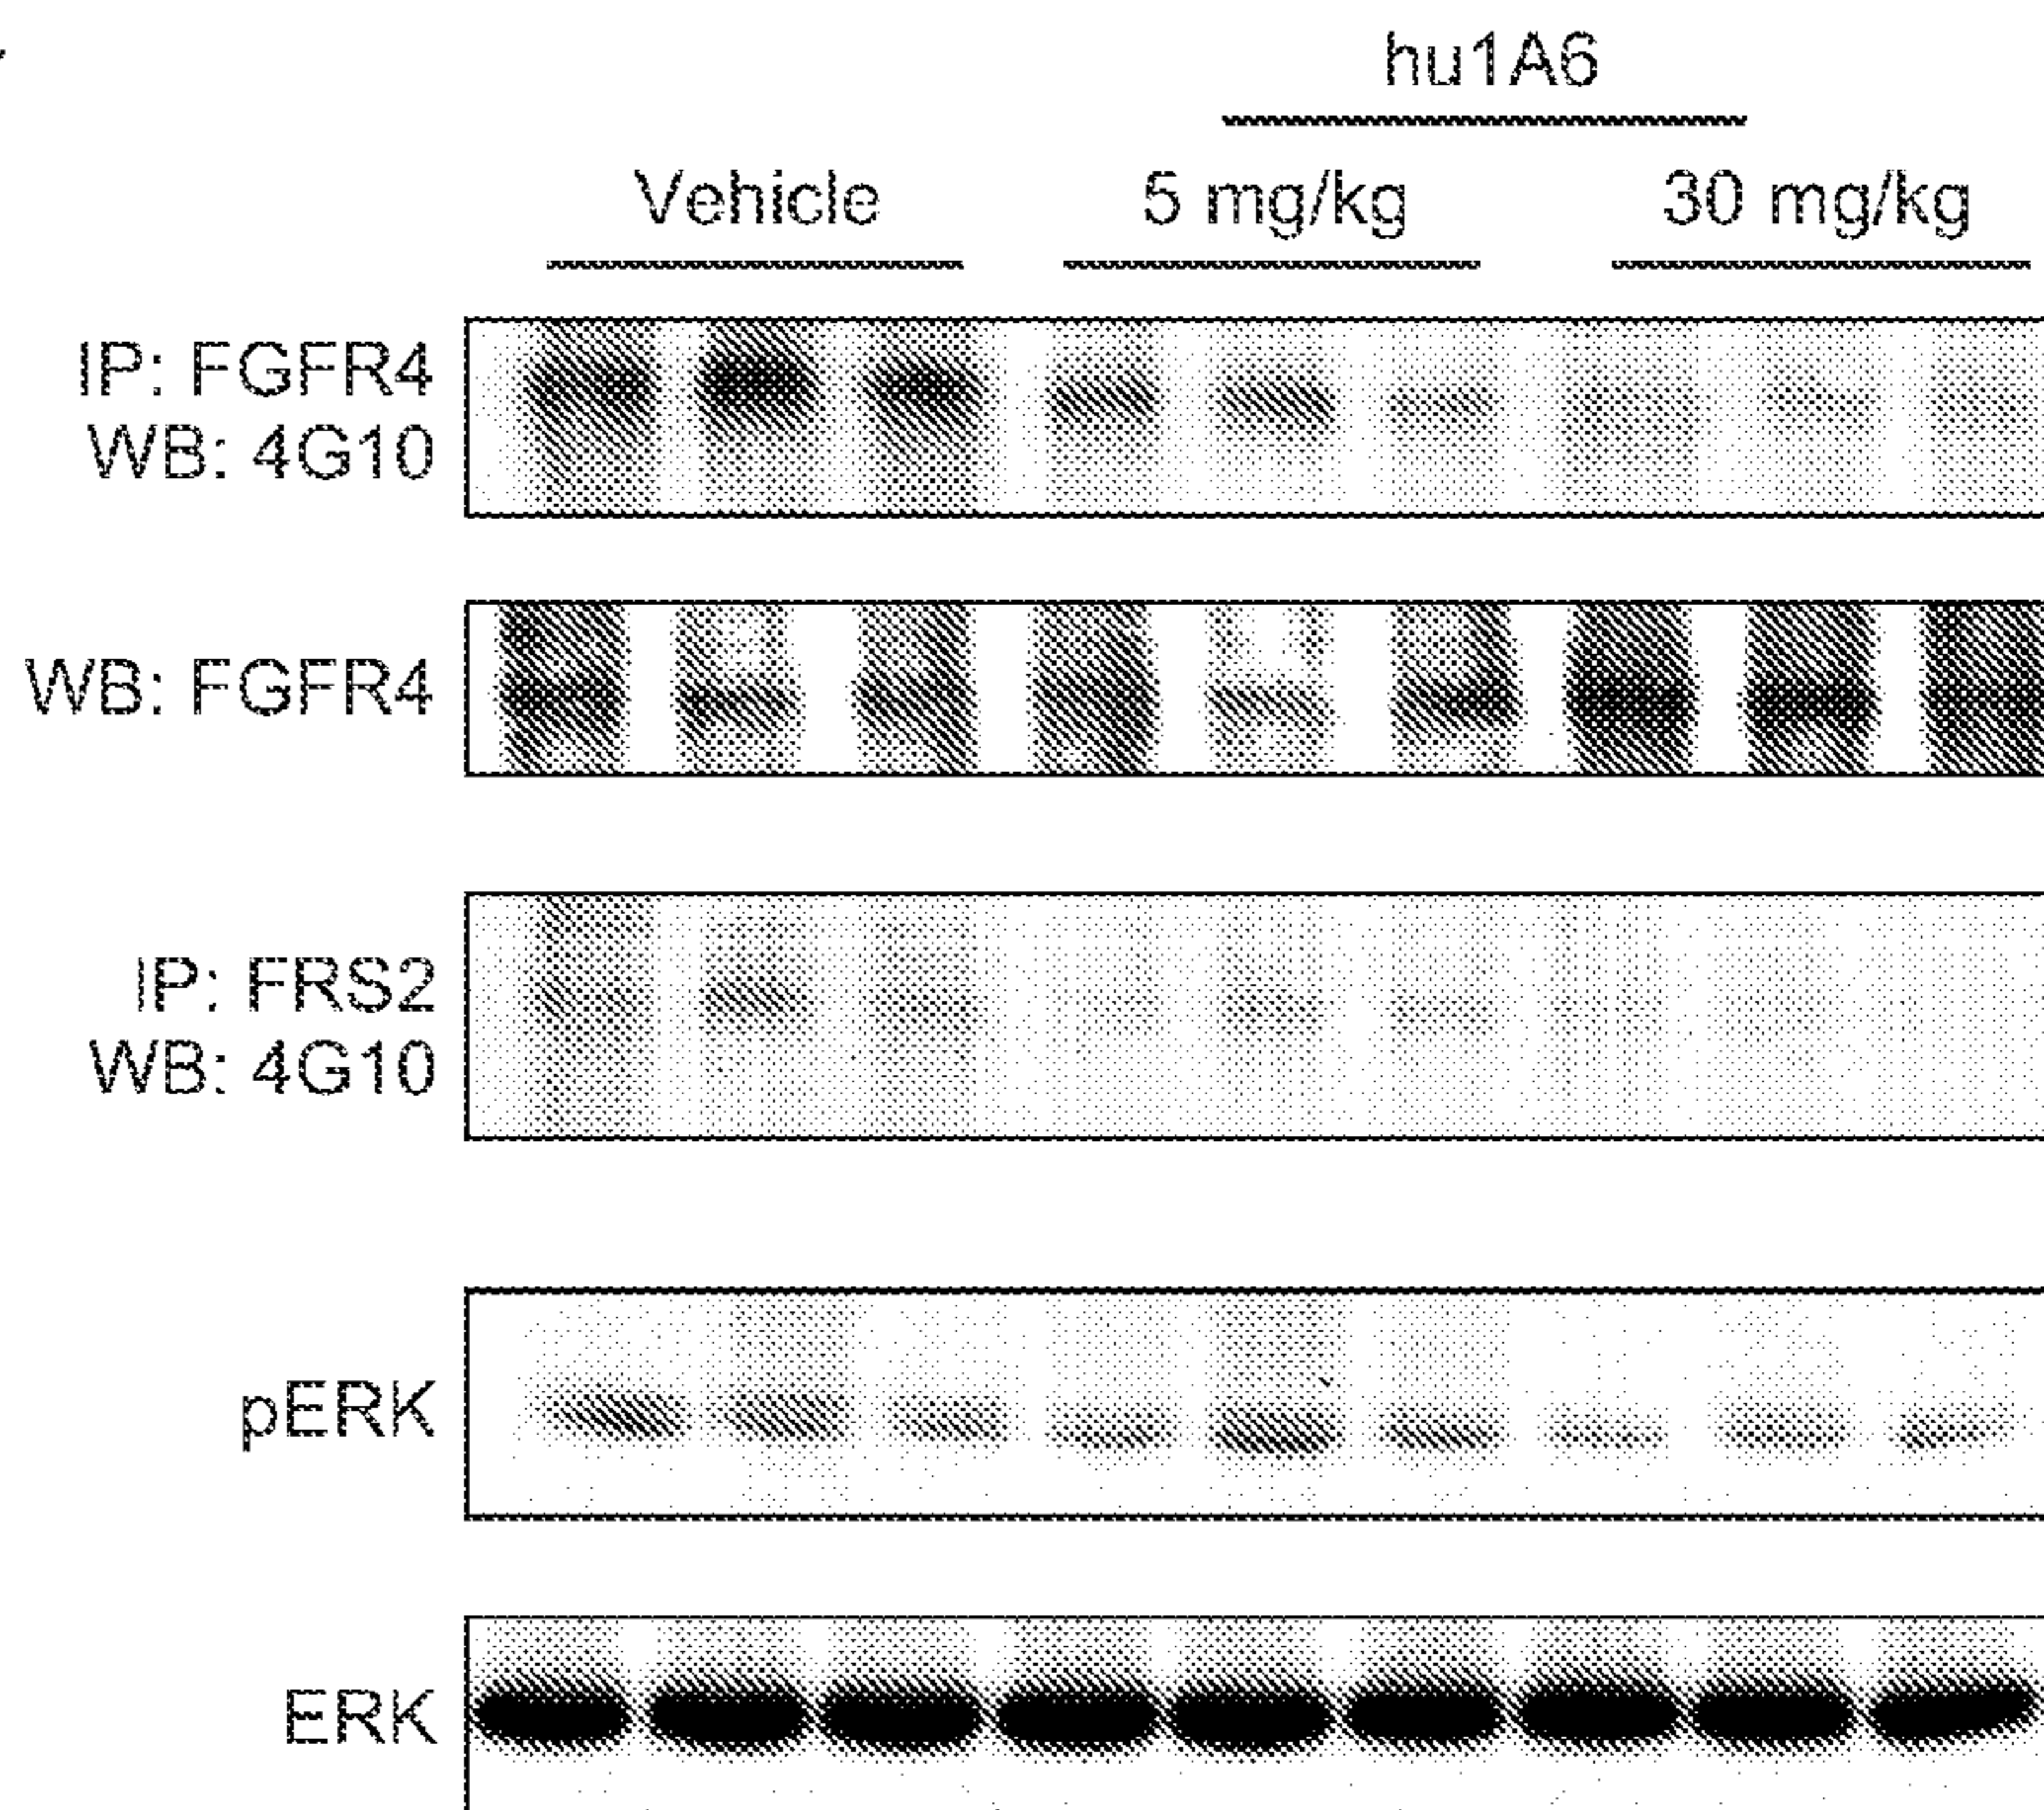 hu1A6
Vehicle 5 mg/kg 30 mg/kg
IP: FGFR4
WB: 4G10
WB: FGFR4
IP: FRS2
WB: 4G10
pERK
ERK